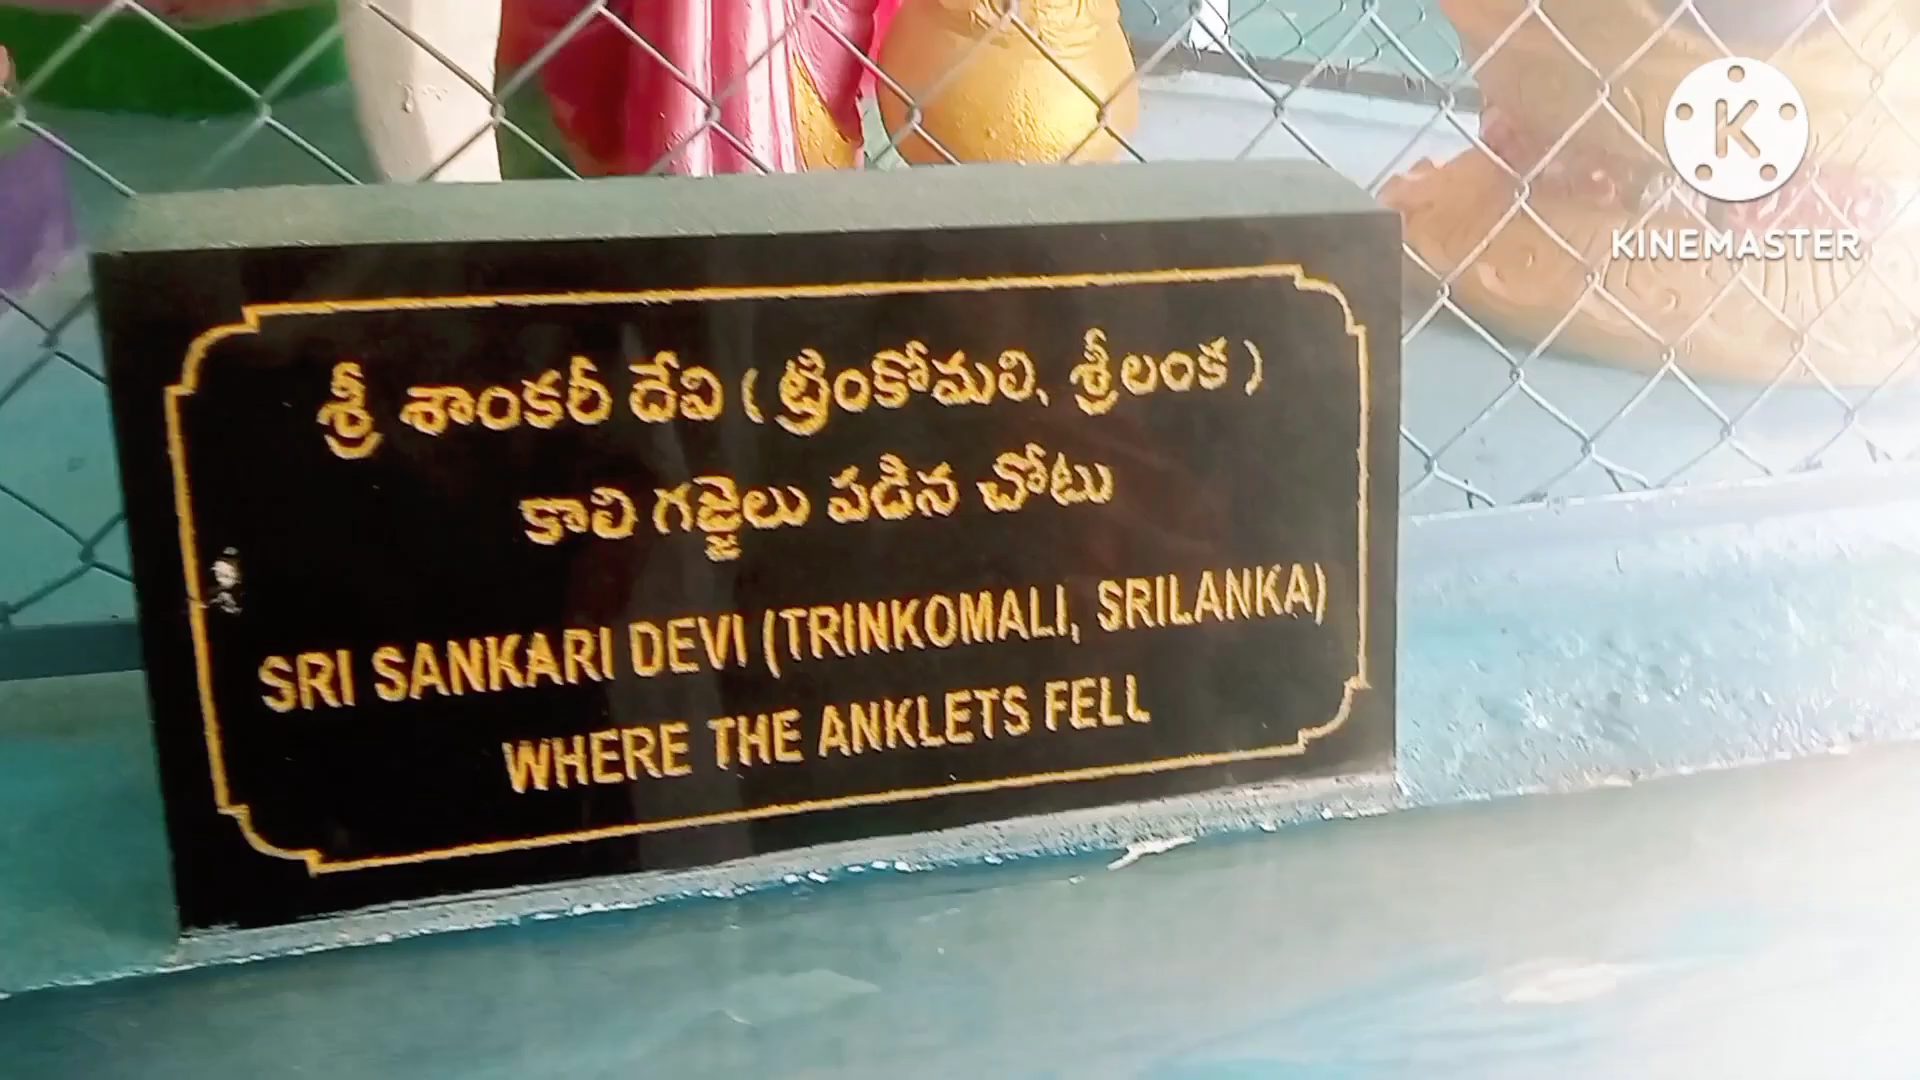 శ్రీ శాంకరీ దేవి ( ట్రింకోమలి, శ్రీలంక )
కాలి గజ్జెలు పడిన చోటు
SRI SANKARI DEVI (TRINKOMALI, SRILANKA)
WHERE THE ANKLETS FELL
K
KINEMASTER